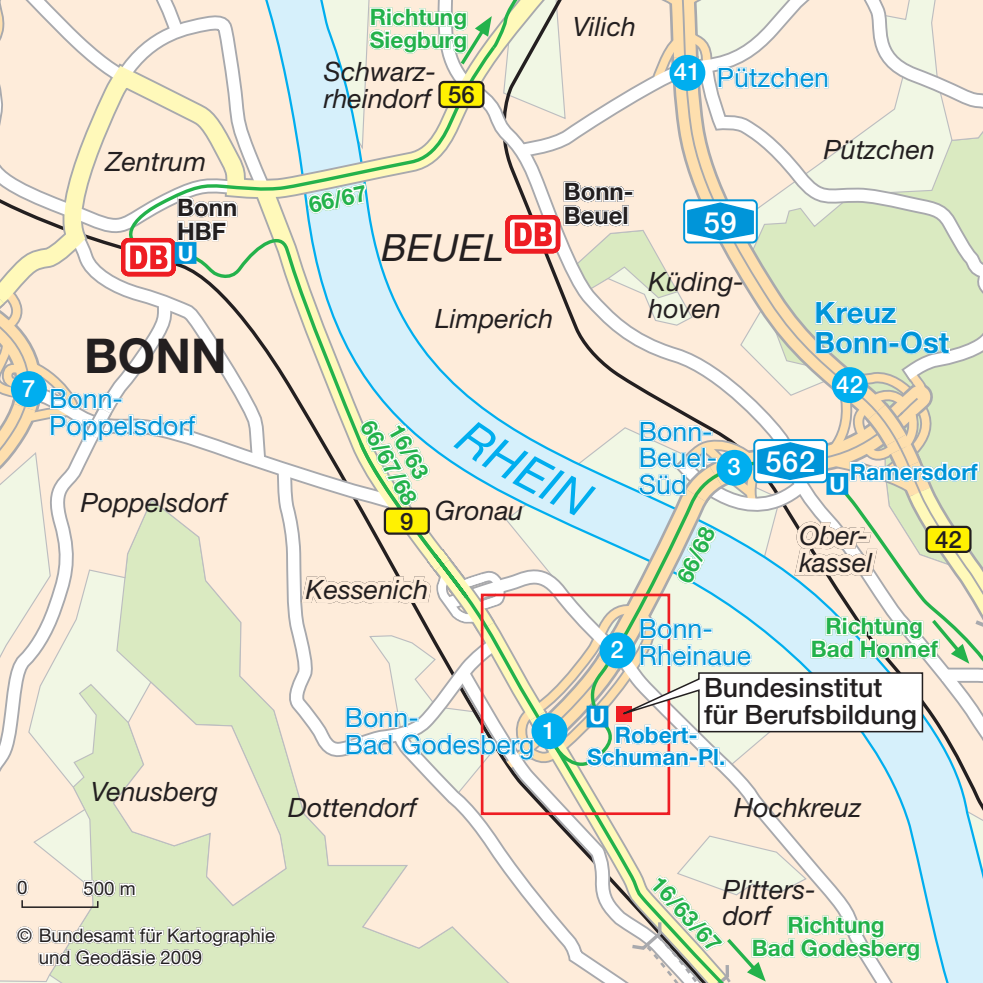 Richtung
Siegburg
Vilich
Schwarz-
rheindorf
56
41
Pützchen
Pützchen
Zentrum
66/67
Bonn
HBF
DB
U
Bonn-
Beuel
DB
59
BEUEL
Küding-
hoven
Limperich
Kreuz
Bonn-Ost
BONN
42
7
Bonn-
Poppelsdorf
16/63
66/67/68
RHEIN
Bonn-
Beuel-
Süd
3
562
U
Ramersdorf
Poppelsdorf
9
Gronau
66/68
Ober-
kassel
42
Kessenich
Richtung
Bad Honnef
2
Bonn-
Rheinaue
Bundesinstitut
für Berufsbildung
U
Robert-
Schuman-Pl.
Bonn-
Bad Godesberg
1
Venusberg
Dottendorf
Hochkreuz
16/63/67
Plitters-
dorf
Richtung
Bad Godesberg
0 500 m
© Bundesamt für Kartographie
und Geodäsie 2009